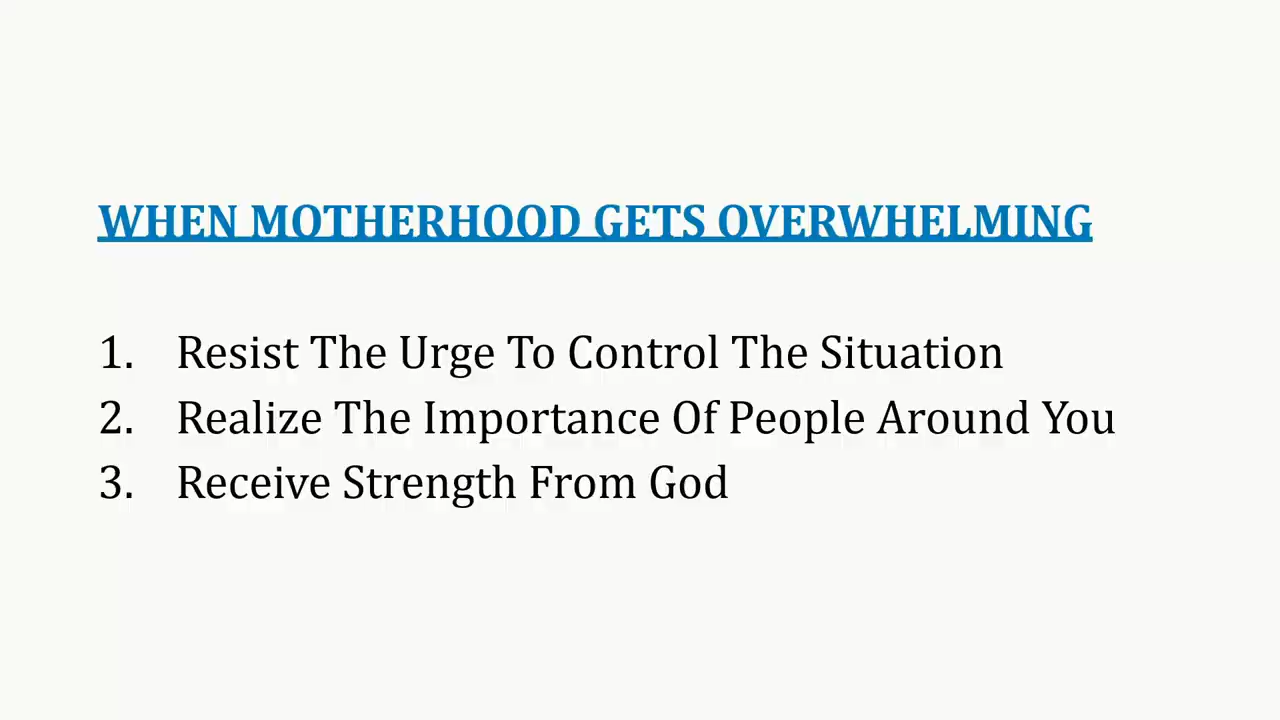 WHEN MOTHERHOOD GETS OVERWHELMING
1. Resist The Urge To Control The Situation
2. Realize The Importance Of People Around You
3. Receive Strength From God